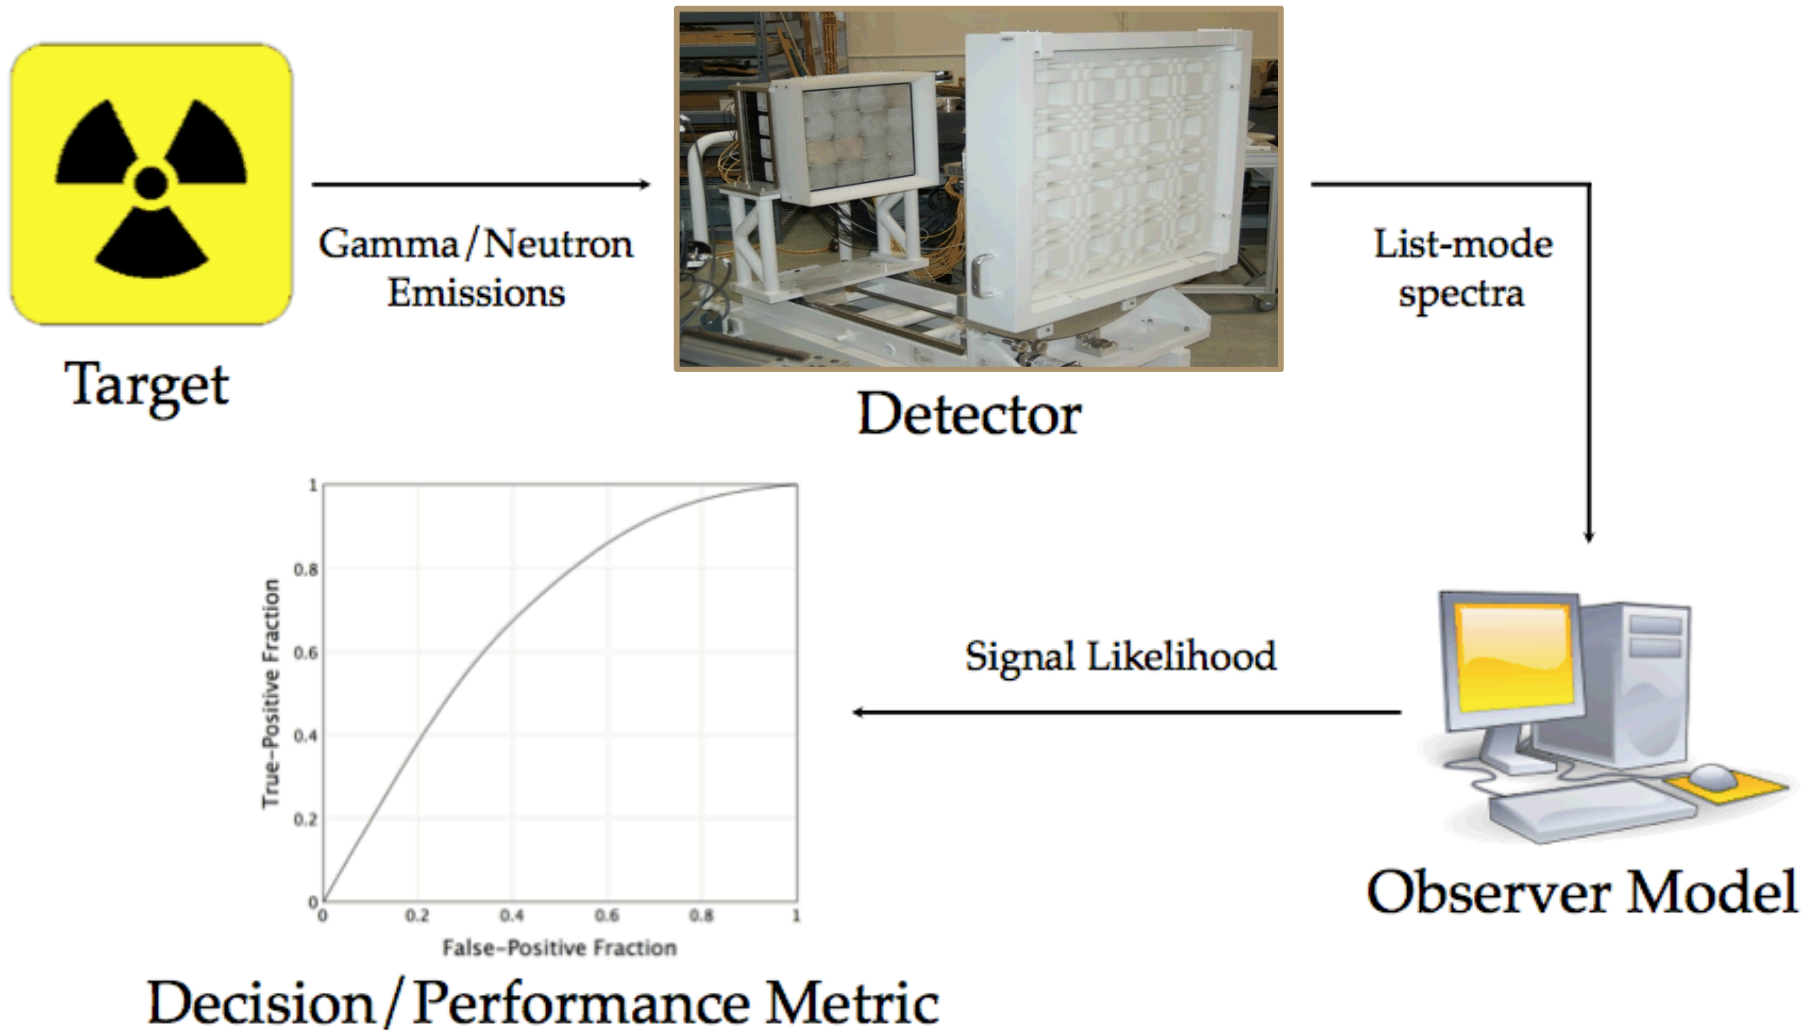 Gamma/Neutron
Emissions
Target
Detector
List-mode
spectra
Observer Model
Signal Likelihood
1
0.8
0.6
0.4
0.2
0
True-Positive Fraction
0
0.2
0.4
0.6
0.8
1
False-Positive Fraction
Decision/Performance Metric